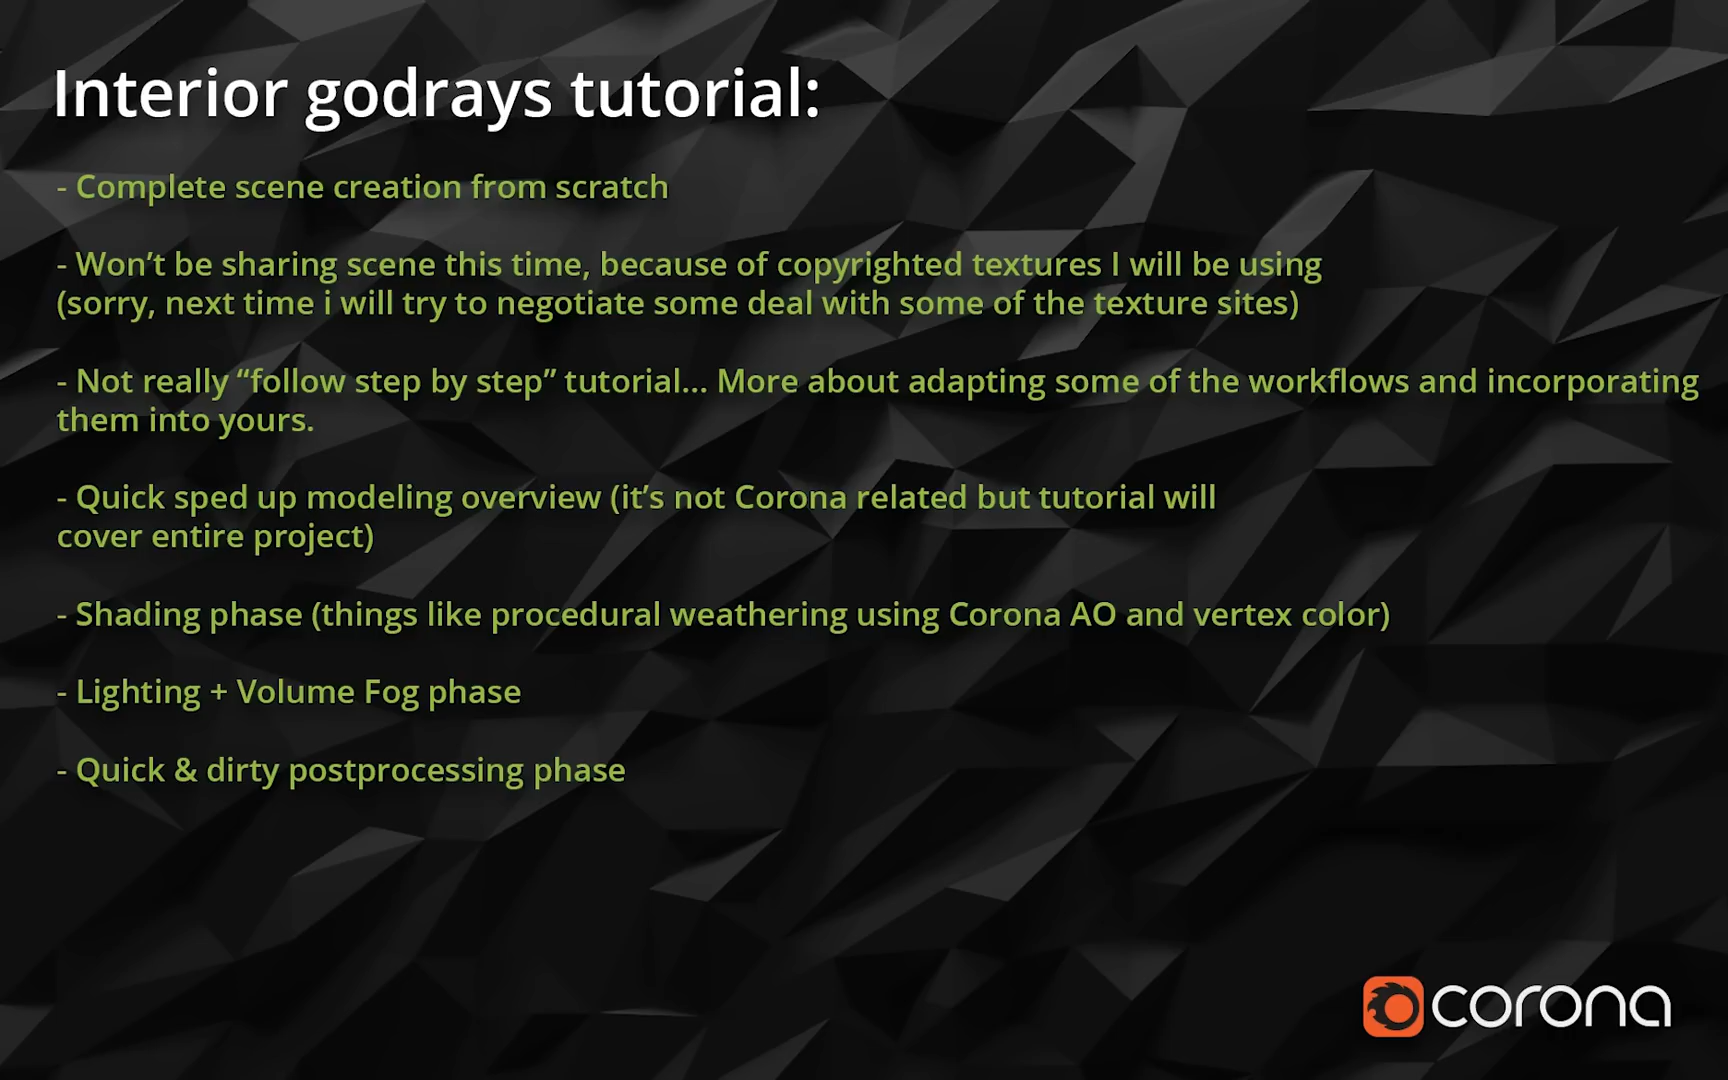 Interior godrays tutorial:
- Complete scene creation from scratch
- Won’t be sharing scene this time, because of copyrighted textures I will be using
(sorry, next time i will try to negotiate some deal with some of the texture sites)
- Not really “follow step by step” tutorial... More about adapting some of the workflows and incorporating
them into yours.
- Quick sped up modeling overview (it’s not Corona related but tutorial will
cover entire project)
- Shading phase (things like procedural weathering using Corona AO and vertex color)
- Lighting + Volume Fog phase
- Quick & dirty postprocessing phase
corona